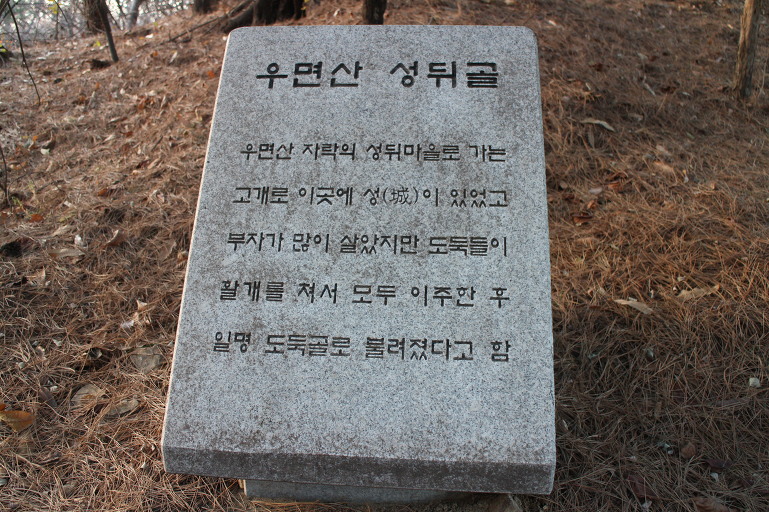 우면산 성뒤골
우면산 자락의 성뒤마을로 가는
고개로 이곳에 성(城)이 있었고
부자가 많이 살았지만 도둑들이
활개를 쳐서 모두 이주한 후
일명 도둑골로 불려졌다고 함